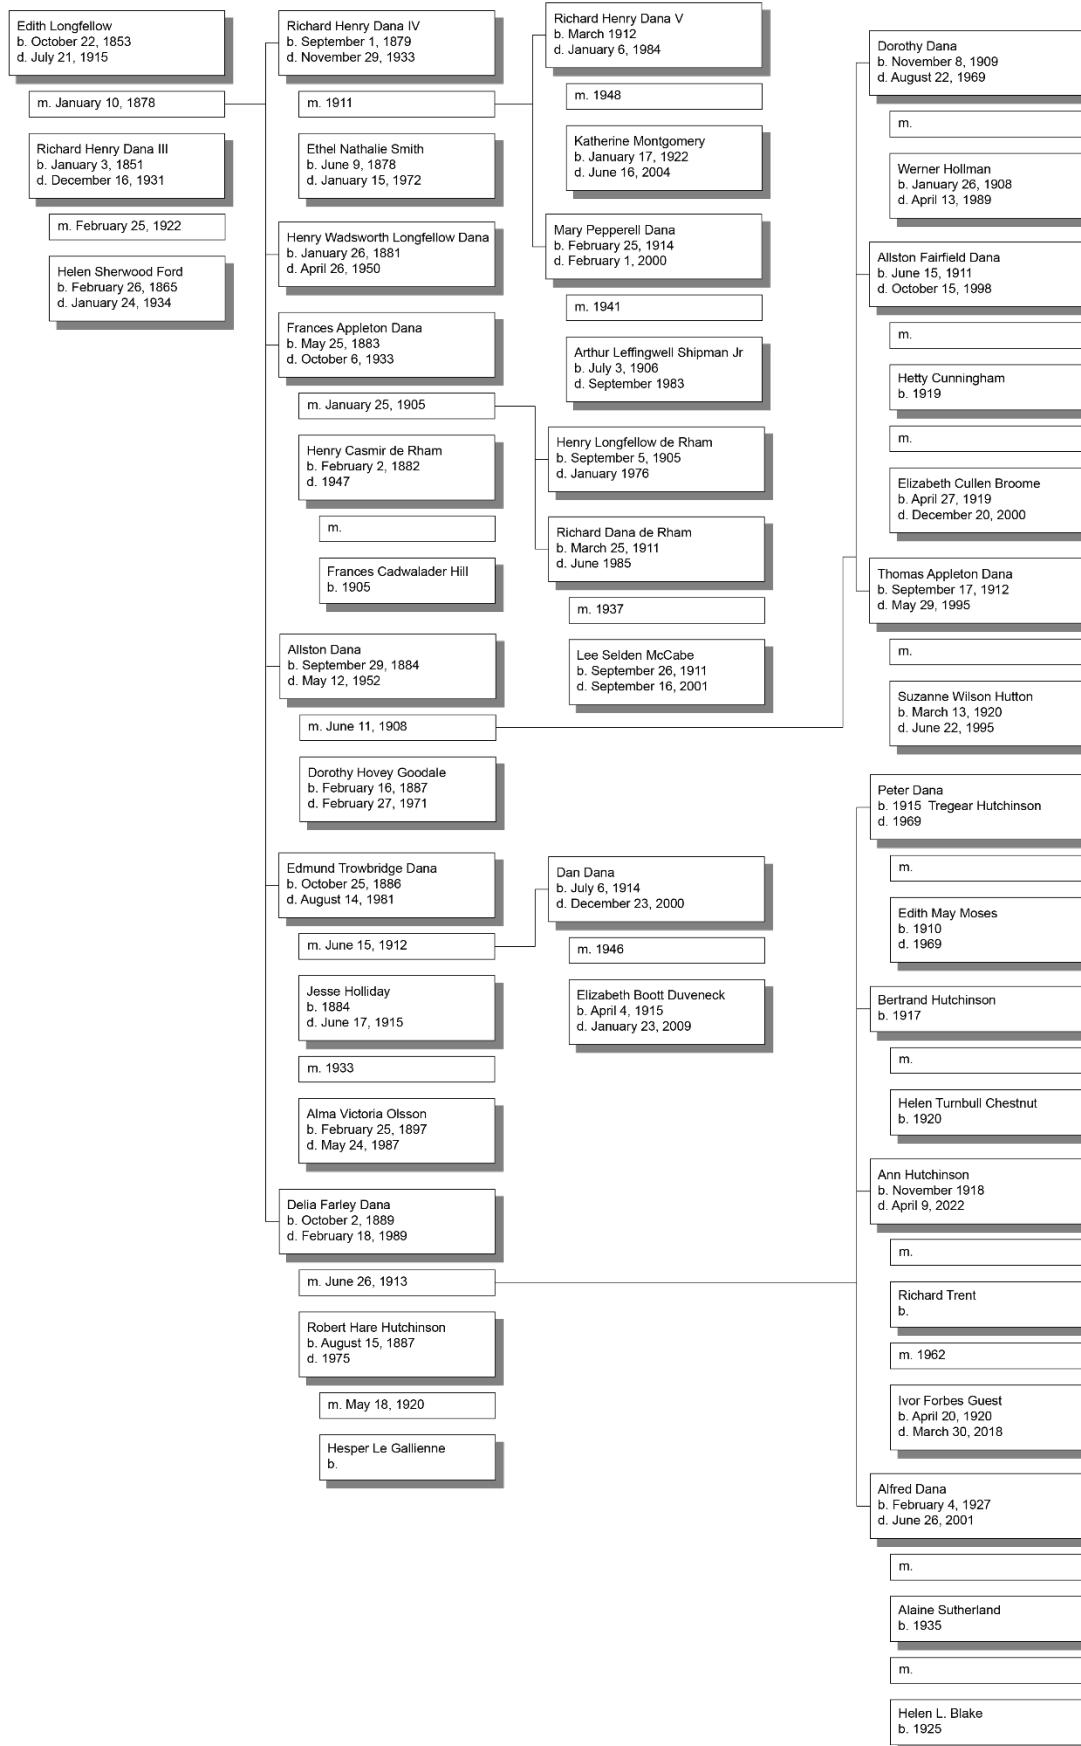 Edith Longfellow
b. October 22, 1853
d. July 21, 1915
m. January 10, 1878
Richard Henry Dana III
b. January 3, 1851
d. December 16, 1931
m. February 25, 1922
Helen Sherwood Ford
b. February 26, 1865
d. January 24, 1934
Richard Henry Dana IV
b. September 1, 1879
d. November 29, 1933
m. 1911
Ethel Nathalie Smith
b. June 9, 1878
d. January 15, 1972
Henry Wadsworth Longfellow Dana
b. January 26, 1881
d. April 26, 1950
Frances Appleton Dana
b. May 25, 1883
d. October 6, 1933
m. January 25, 1905
Henry Casmir de Rham
b. February 2, 1882
d. 1947
m.
Frances Cadwalader Hill
b. 1905
Allston Dana
b. September 29, 1884
d. May 12, 1952
m. June 11, 1908
Dorothy Hovey Goodale
b. February 16, 1887
d. February 27, 1971
Edmund Trowbridge Dana
b. October 25, 1886
d. August 14, 1981
m. June 15, 1912
Jesse Holliday
b. 1884
d. June 17, 1915
m. 1933
Alma Victoria Olsson
b. February 25, 1897
d. May 24, 1987
Delia Farley Dana
b. October 2, 1889
d. February 18, 1989
m. June 26, 1913
Robert Hare Hutchinson
b. August 15, 1887
d. 1975
m. May 18, 1920
Hesper Le Gallienne
b.
Richard Henry Dana V
b. March 1912
d. January 6, 1984
m. 1948
Katherine Montgomery
b. January 17, 1922
d. June 16, 2004
Mary Pepperell Dana
b. February 25, 1914
d. February 1, 2000
m. 1941
Arthur Leffingwell Shipman Jr
b. July 3, 1906
d. September 1983
Henry Longfellow de Rham
b. September 5, 1905
d. January 1976
Richard Dana de Rham
b. March 25, 1911
d. June 1985
m. 1937
Lee Selden McCabe
b. September 26, 1911
d. September 16, 2001
Dan Dana
b. July 6, 1914
d. December 23, 2000
m. 1946
Elizabeth Boott Duveneck
b. April 4, 1915
d. January 23, 2009
Dorothy Dana
b. November 8, 1909
d. August 22, 1969
m.
Werner Hollman
b. January 26, 1908
d. April 13, 1989
Allston Fairfield Dana
b. June 15, 1911
d. October 15, 1998
m.
Hetty Cunningham
b. 1919
m.
Elizabeth Cullen Broome
b. April 27, 1919
d. December 20, 2000
Thomas Appleton Dana
b. September 17, 1912
d. May 29, 1995
m.
Suzanne Wilson Hutton
b. March 13, 1920
d. June 22, 1995
Peter Dana
b. 1915 Tregear Hutchinson
d. 1969
m.
Edith May Moses
b. 1910
d. 1969
Bertrand Hutchinson
b. 1917
m.
Helen Turnbull Chestnut
b. 1920
Ann Hutchinson
b. November 1918
d. April 9, 2022
m.
Richard Trent
b.
m. 1962
Ivor Forbes Guest
b. April 20, 1920
d. March 30, 2018
Alfred Dana
b. February 4, 1927
d. June 26, 2001
m.
Alaine Sutherland
b. 1935
m.
Helen L. Blake
b. 1925